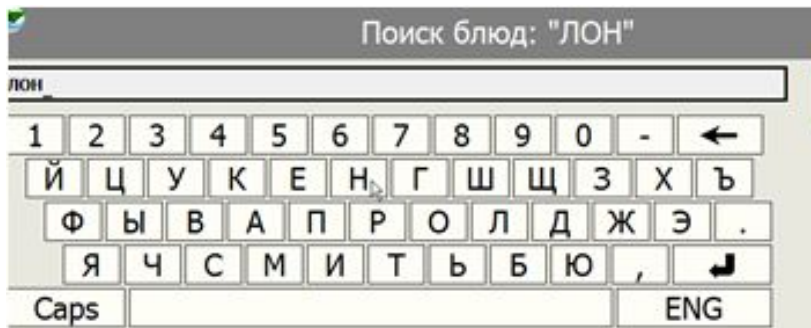 Поиск блюд: "ЛОН"
лон_
1 2 3 4 5 6 7 8 9 0 - ←
Й Ц У К Е Н Г Ш Щ З Х Ъ
Ф Ы В А П Р О Л Д Ж Э .
Я Ч С М И Т Ь Б Ю , ↵
Caps ENG